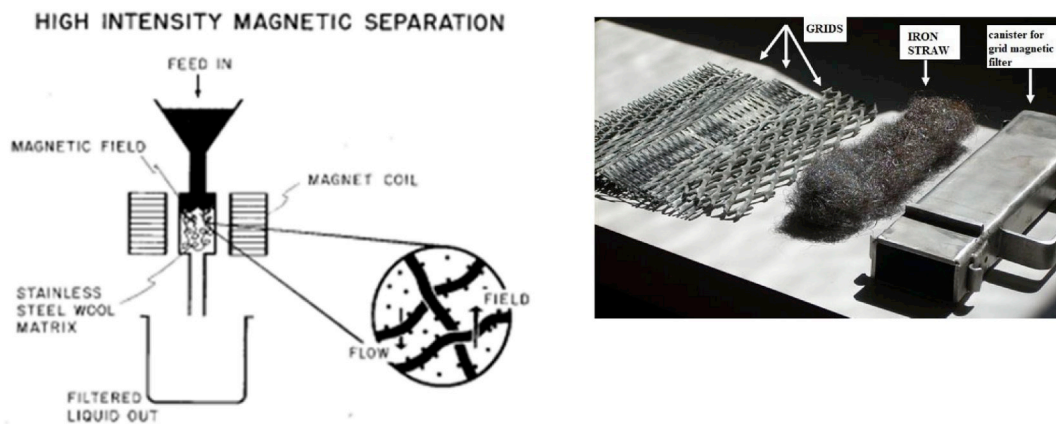 HIGH INTENSITY MAGNETIC SEPARATION
FEED IN
MAGNETIC FIELD
MAGNET COIL
STAINLESS
STEEL WOOL
MATRIX
FIELD
FLOW
FILTERED
LIQUID OUT
GRIDS
IRON
STRAW
canister for
grid magnetic
filter